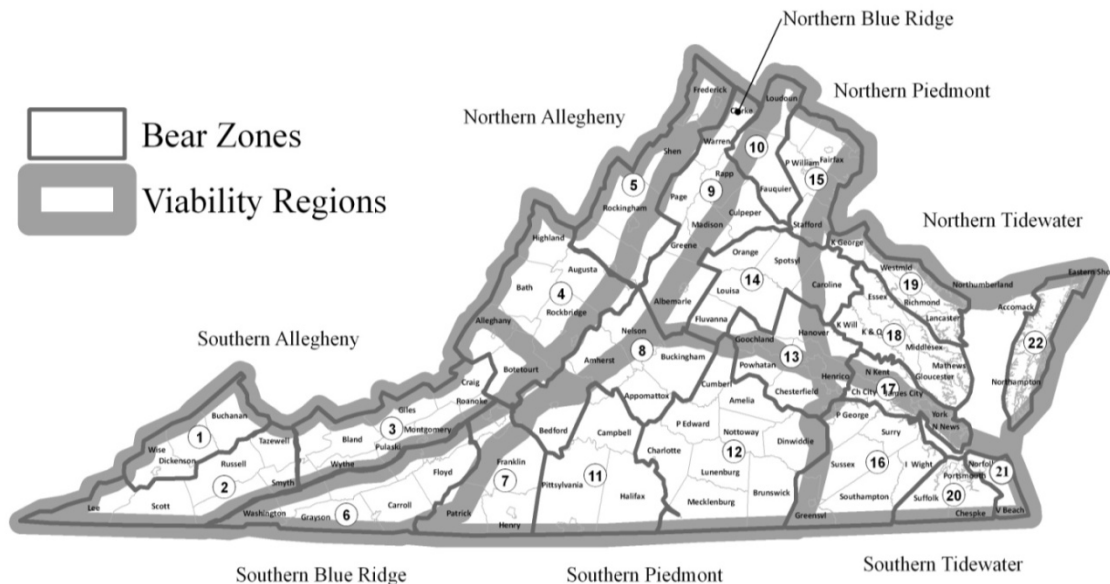 Northern Blue Ridge
Northern Piedmont
Northern Allegheny
Bear Zones
Viability Regions
Northern Tidewater
Southern Allegheny
Frederick
Clarke
Loudoun
Shen
Warren
10
P William
Fairfax
15
5
Rapp
9
Fauquier
Page
Rockingham
Culpeper
Madison
Stafford
Highland
Greene
Orange
K George
Augusta
Spotsyl
Westmld
Eastern Sho
Bath
4
14
Caroline
19
Northumberland
Louisa
Essex
Richmond
Accomack
Rockbridge
Albemarle
Fluvanna
Lancaster
Alleghany
Nelson
Hanover
K Will
K & Q
18
22
8
Goochland
13
Middlesex
Amherst
Buckingham
Powhatan
Mathews
Botetourt
Henrico
N Kent
Gloucester
Northampton
Craig
Cumberl
Chesterfield
Ch City
17
James City
Roanoke
Appomattox
Amelia
Buchanan
Giles
P George
York
N News
1
3
Montgomery
Bedford
Campbell
P Edward
Nottoway
Surry
Wise
Tazewell
Bland
Pulaski
Charlotte
12
Dinwiddie
Dickenson
Russell
Wythe
Floyd
Franklin
11
Lunenburg
Sussex
16
I Wight
Norfolk
Portsmouth
21
2
Smyth
7
Pittsylvania
Halifax
Mecklenburg
Brunswick
Southampton
Suffolk
20
Lee
Scott
Washington
Grayson
6
Carroll
Patrick
Henry
Greensvl
Chespke
V Beach
Southern Blue Ridge
Southern Piedmont
Southern Tidewater